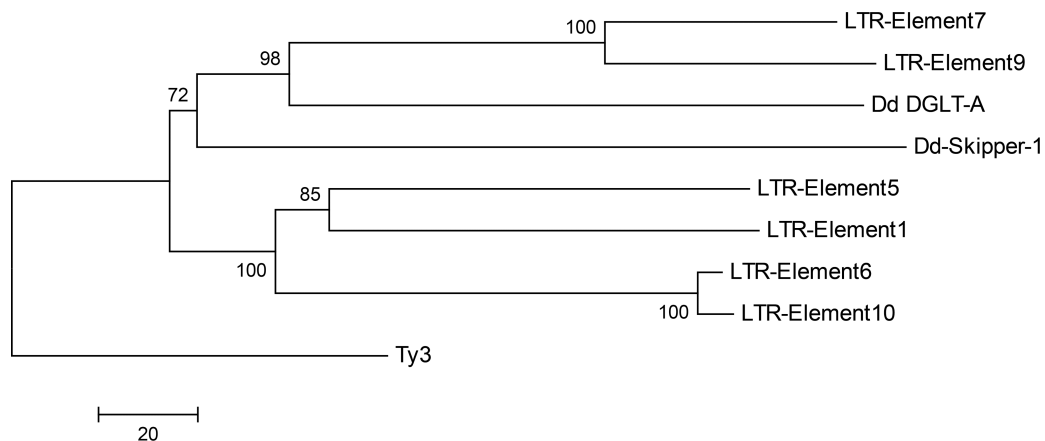 100
LTR-Element7
98
LTR-Element9
72
Dd DGLT-A
Dd-Skipper-1
85
LTR-Element5
LTR-Element1
100
LTR-Element6
100
LTR-Element10
Ty3
20